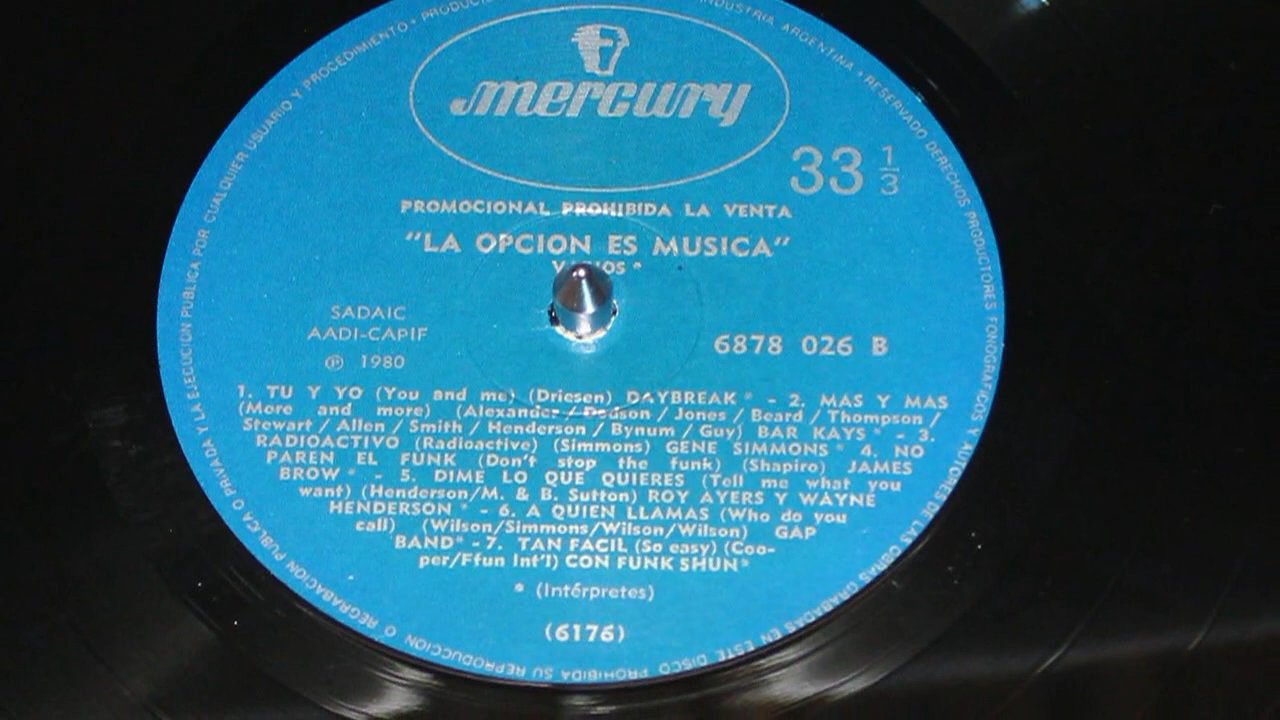 mercury
33 1/3
PROMOCIONAL PROHIBIDA LA VENTA
"LA OPCION ES MUSICA"
SADAIC
AADI-CAPIF
℗ 1980
6878 026 B
1. TU Y YO (You and me) (Driesen) DAYBREAK * - 2. MAS Y MAS
(More and more) (Alexander / Dodson / Jones / Beard / Thompson /
Stewart / Allen / Smith / Henderson / Bynum / Guy) BAR KAYS * - 3.
RADIOACTIVO (Radioactive) (Simmons) GENE SIMMONS * 4. NO
PAREN EL FUNK (Don't stop the funk) (Shapiro) JAMES
BROW * - 5. DIME LO QUE QUIERES (Tell me what you
want) (Henderson/M. & B. Sutton) ROY AYERS Y WAYNE
HENDERSON * - 6. A QUIEN LLAMAS (Who do you
call) (Wilson/Simmons/Wilson/Wilson) GAP
BAND* - 7. TAN FACIL (So easy) (Coo-
per/Ffun Int'l) CON FUNK SHUN*
* (Intérpretes)
(6176)
INDUSTRIA ARGENTINA • RESERVADO DERECHOS PRODUCTORES FONOGRAFICOS Y AUTORES DE LAS OBRAS GRABADAS EN ESTE DISCO PROHIBIDA SU REPRODUCCION O REGRABACION PUBLICA O PRIVADA Y LA EJECUCION PUBLICA POR CUALQUIER USUARIO Y PROCEDIMIENTO •